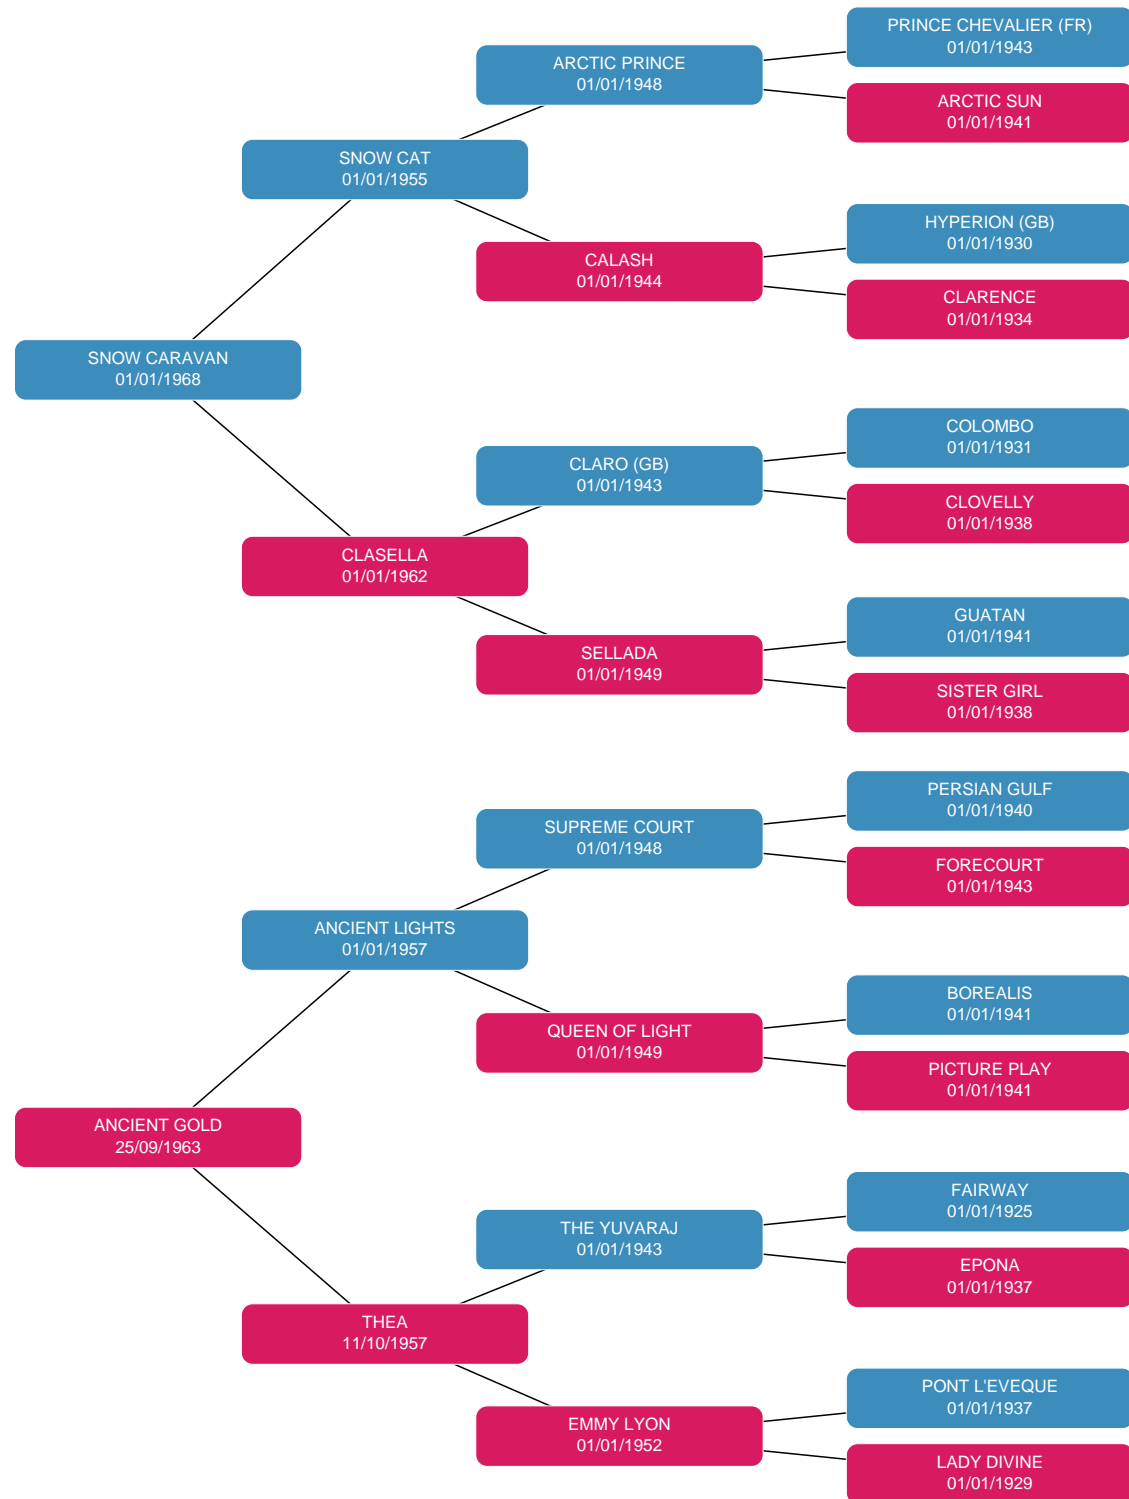 PRINCE CHEVALIER (FR)
01/01/1943
ARCTIC PRINCE
01/01/1948
ARCTIC SUN
01/01/1941
SNOW CAT
01/01/1955
HYPERION (GB)
01/01/1930
CALASH
01/01/1944
CLARENCE
01/01/1934
SNOW CARAVAN
01/01/1968
COLOMBO
01/01/1931
CLARO (GB)
01/01/1943
CLOVELLY
01/01/1938
CLASELLA
01/01/1962
GUATAN
01/01/1941
SELLADA
01/01/1949
SISTER GIRL
01/01/1938
PERSIAN GULF
01/01/1940
SUPREME COURT
01/01/1948
FORECOURT
01/01/1943
ANCIENT LIGHTS
01/01/1957
BOREALIS
01/01/1941
QUEEN OF LIGHT
01/01/1949
PICTURE PLAY
01/01/1941
ANCIENT GOLD
25/09/1963
FAIRWAY
01/01/1925
THE YUVARAJ
01/01/1943
EPONA
01/01/1937
THEA
11/10/1957
PONT L'EVEQUE
01/01/1937
EMMY LYON
01/01/1952
LADY DIVINE
01/01/1929